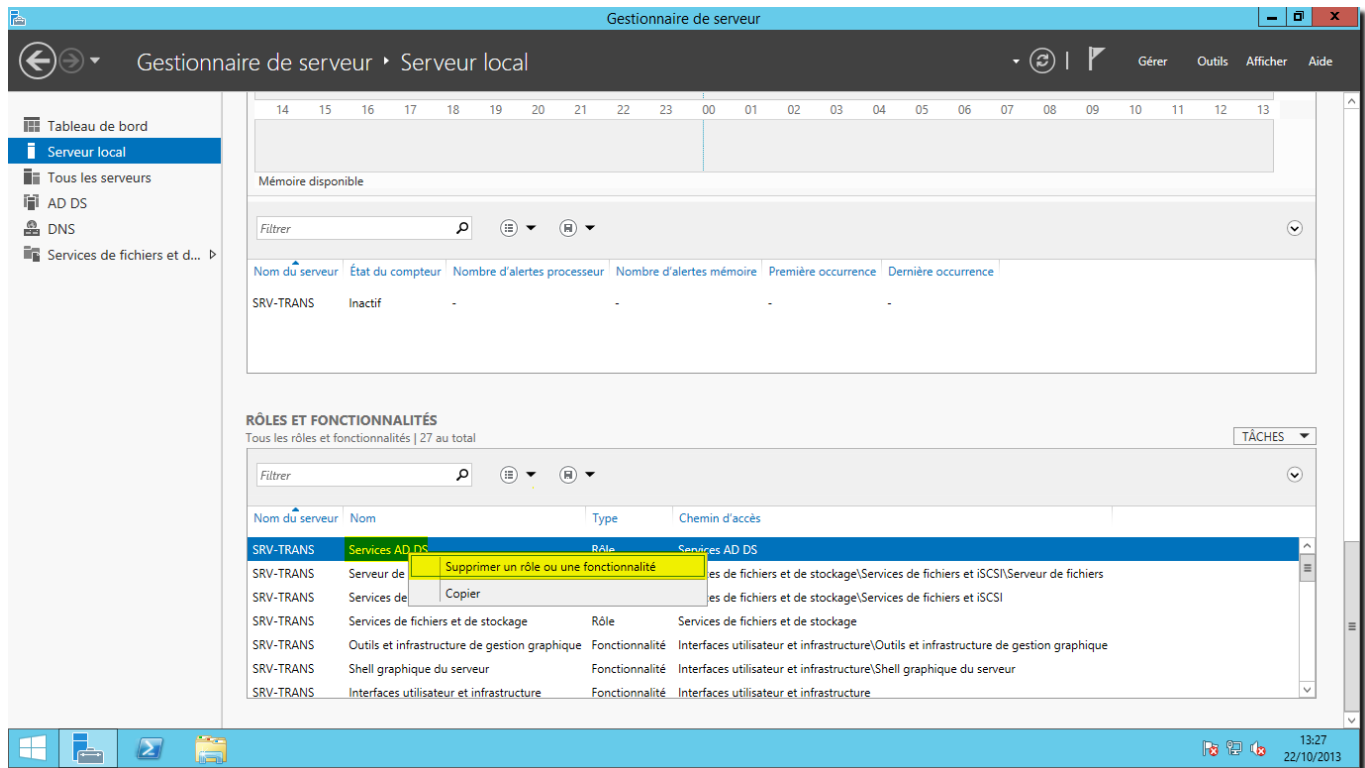 Gestionnaire de serveur
Gestionnaire de serveur Serveur local
Gérer Outils Afficher Aide
Tableau de bord
Serveur local
Tous les serveurs
AD DS
DNS
Services de fichiers et d...
14 15 16 17 18 19 20 21 22 23 00 01 02 03 04 05 06 07 08 09 10 11 12 13
Mémoire disponible
Filtrer
Nom du serveur État du compteur Nombre d'alertes processeur Nombre d'alertes mémoire Première occurrence Dernière occurrence
SRV-TRANS Inactif - - - -
RÔLES ET FONCTIONNALITÉS
Tous les rôles et fonctionnalités | 27 au total
TÂCHES
Filtrer
Nom du serveur Nom Type Chemin d'accès
SRV-TRANS Services AD DS Rôle Services AD DS
Supprimer un rôle ou une fonctionnalité
Copier
SRV-TRANS Serveur de es de fichiers et de stockage\Services de fichiers et iSCSI\Serveur de fichiers
SRV-TRANS Services de es de fichiers et de stockage\Services de fichiers et iSCSI
SRV-TRANS Services de fichiers et de stockage Rôle Services de fichiers et de stockage
SRV-TRANS Outils et infrastructure de gestion graphique Fonctionnalité Interfaces utilisateur et infrastructure\Outils et infrastructure de gestion graphique
SRV-TRANS Shell graphique du serveur Fonctionnalité Interfaces utilisateur et infrastructure\Shell graphique du serveur
SRV-TRANS Interfaces utilisateur et infrastructure Fonctionnalité Interfaces utilisateur et infrastructure
13:27
22/10/2013